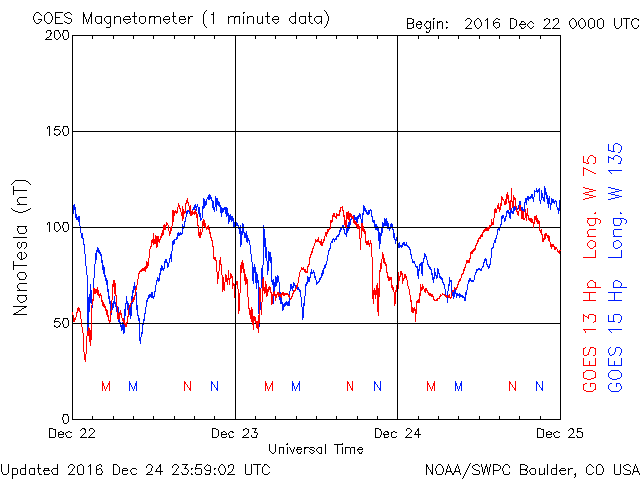 GOES Magnetometer (1 minute data)
Begin: 2016 Dec 22 0000 UTC
200
150
100
50
0
NanoTesla (nT)
M M N N M M N N M M N N
Dec 22 Dec 23 Dec 24 Dec 25
Universal Time
GOES 13 Hp Long. W 75
GOES 15 Hp Long. W 135
Updated 2016 Dec 24 23:59:02 UTC
NOAA/SWPC Boulder, CO USA